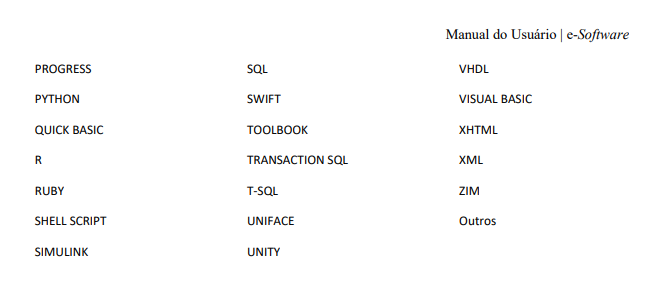 Manual do Usuário | e-Software
PROGRESS
PYTHON
QUICK BASIC
R
RUBY
SHELL SCRIPT
SIMULINK
SQL
SWIFT
TOOLBOOK
TRANSACTION SQL
T-SQL
UNIFACE
UNITY
VHDL
VISUAL BASIC
XHTML
XML
ZIM
Outros